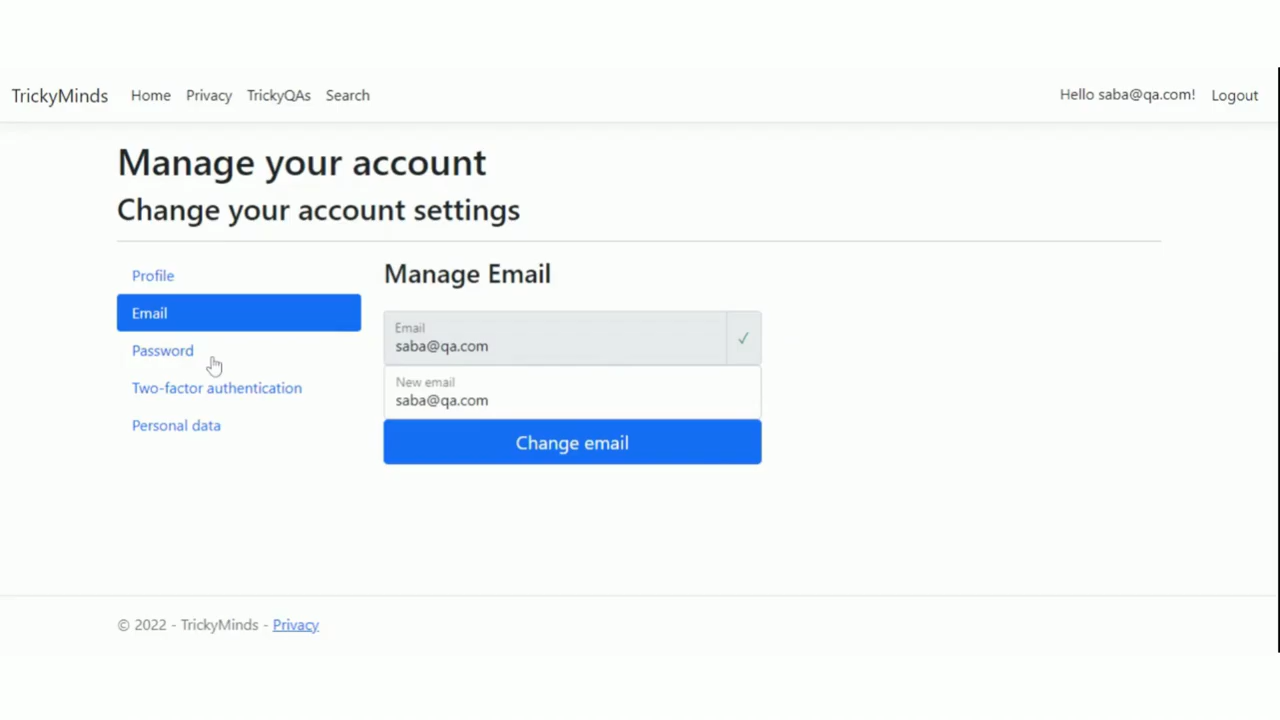 TrickyMinds Home Privacy TrickyQAs Search Hello saba@qa.com! Logout
Manage your account
Change your account settings
Profile
Email
Password
Two-factor authentication
Personal data
Manage Email
Email
saba@qa.com
✓
New email
saba@qa.com
Change email
© 2022 - TrickyMinds - Privacy